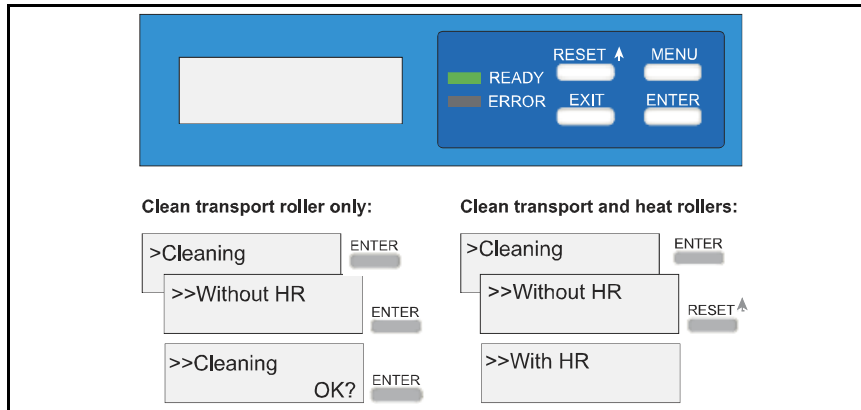 RESET MENU
READY
ERROR EXIT ENTER
Clean transport roller only:
>Cleaning ENTER
>>Without HR
ENTER
>>Cleaning
OK? ENTER
Clean transport and heat rollers:
>Cleaning ENTER
>>Without HR
RESET
>>With HR